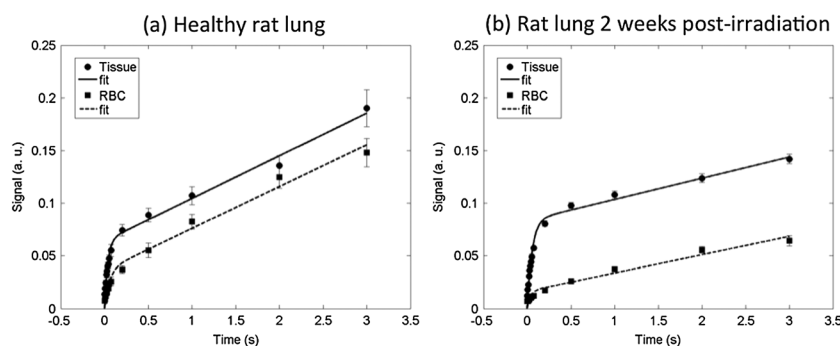 (a) Healthy rat lung
0.25
0.2
0.15
0.1
0.05
0
Signal (a. u.)
Tissue
fit
RBC
fit
-0.5 0 0.5 1 1.5 2 2.5 3 3.5
Time (s)
(b) Rat lung 2 weeks post-irradiation
0.25
0.2
0.15
0.1
0.05
0
Signal (a. u.)
Tissue
fit
RBC
fit
-0.5 0 0.5 1 1.5 2 2.5 3 3.5
Time (s)